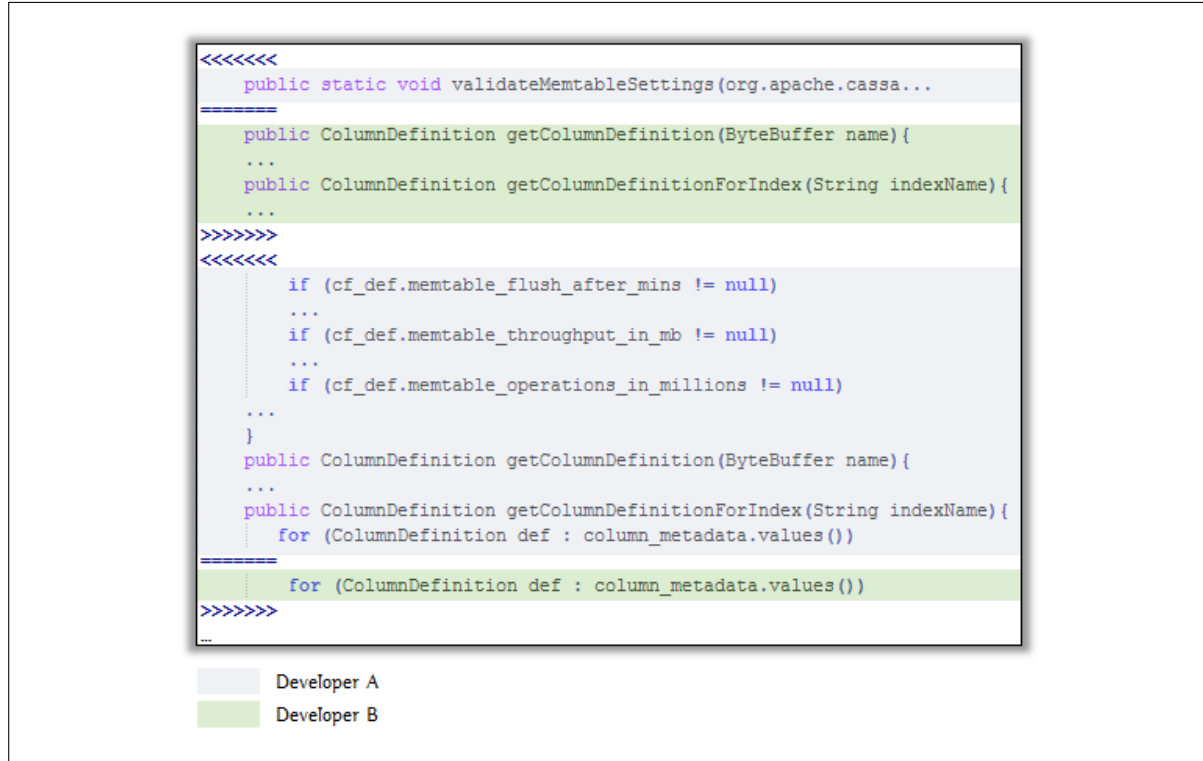 <<<<<<<
public static void validateMemtableSettings(org.apache.cassa...
=======
public ColumnDefinition getColumnDefinition(ByteBuffer name){
...
public ColumnDefinition getColumnDefinitionForIndex(String indexName){
...
>>>>>>>
<<<<<<<
if (cf_def.memtable_flush_after_mins != null)
...
if (cf_def.memtable_throughput_in_mb != null)
...
if (cf_def.memtable_operations_in_millions != null)
...
}
public ColumnDefinition getColumnDefinition(ByteBuffer name){
...
public ColumnDefinition getColumnDefinitionForIndex(String indexName){
for (ColumnDefinition def : column_metadata.values())
=======
for (ColumnDefinition def : column_metadata.values())
>>>>>>>
…
Developer A
Developer B